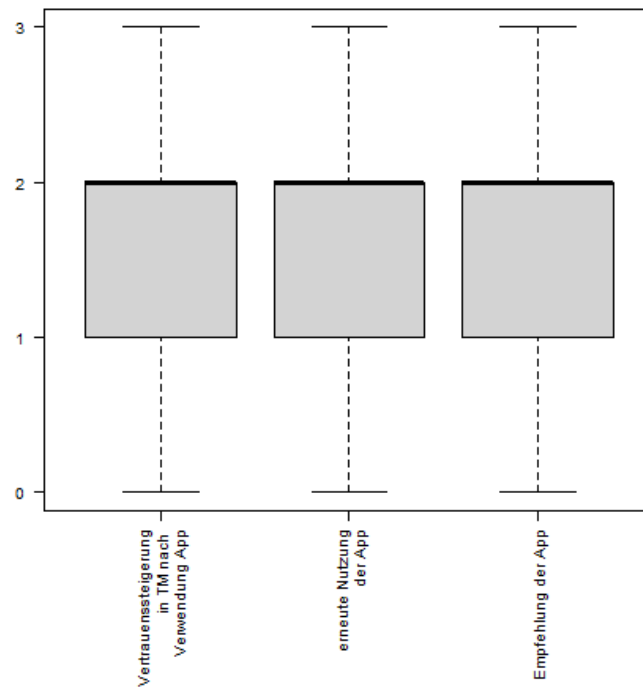 3
2
1
0
Vertrauenssteigerung
in TM nach
Verwendung App
erneute Nutzung
der App
Empfehlung der App